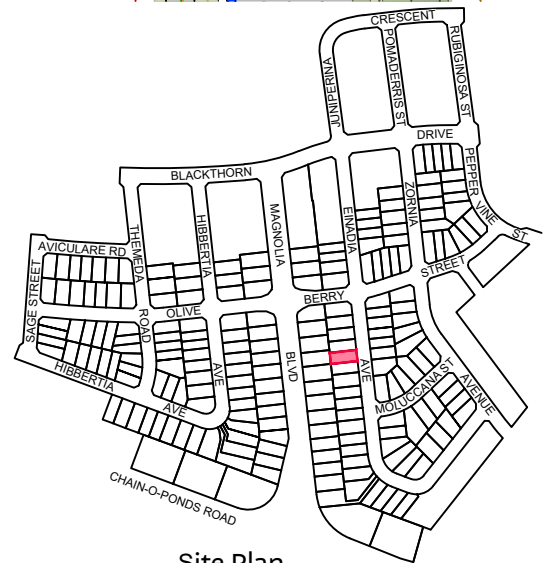 CRESCENT
JUNIPERINA
POMADERRIS ST
RUBIGINOSA ST
DRIVE
BLACKTHORN
PEPPER
VINE
ST
ZORNIA
EINADIA
MAGNOLIA
HIBBERTIA
THEMEDA
AVICULARE RD
SAGE STREET
STREET
BERRY
OLIVE
ROAD
AVE
BLVD
AVE
HIBBERTIA
AVE
MOLUCCANA ST
AVENUE
CHAIN-O-PONDS ROAD
Site Plan